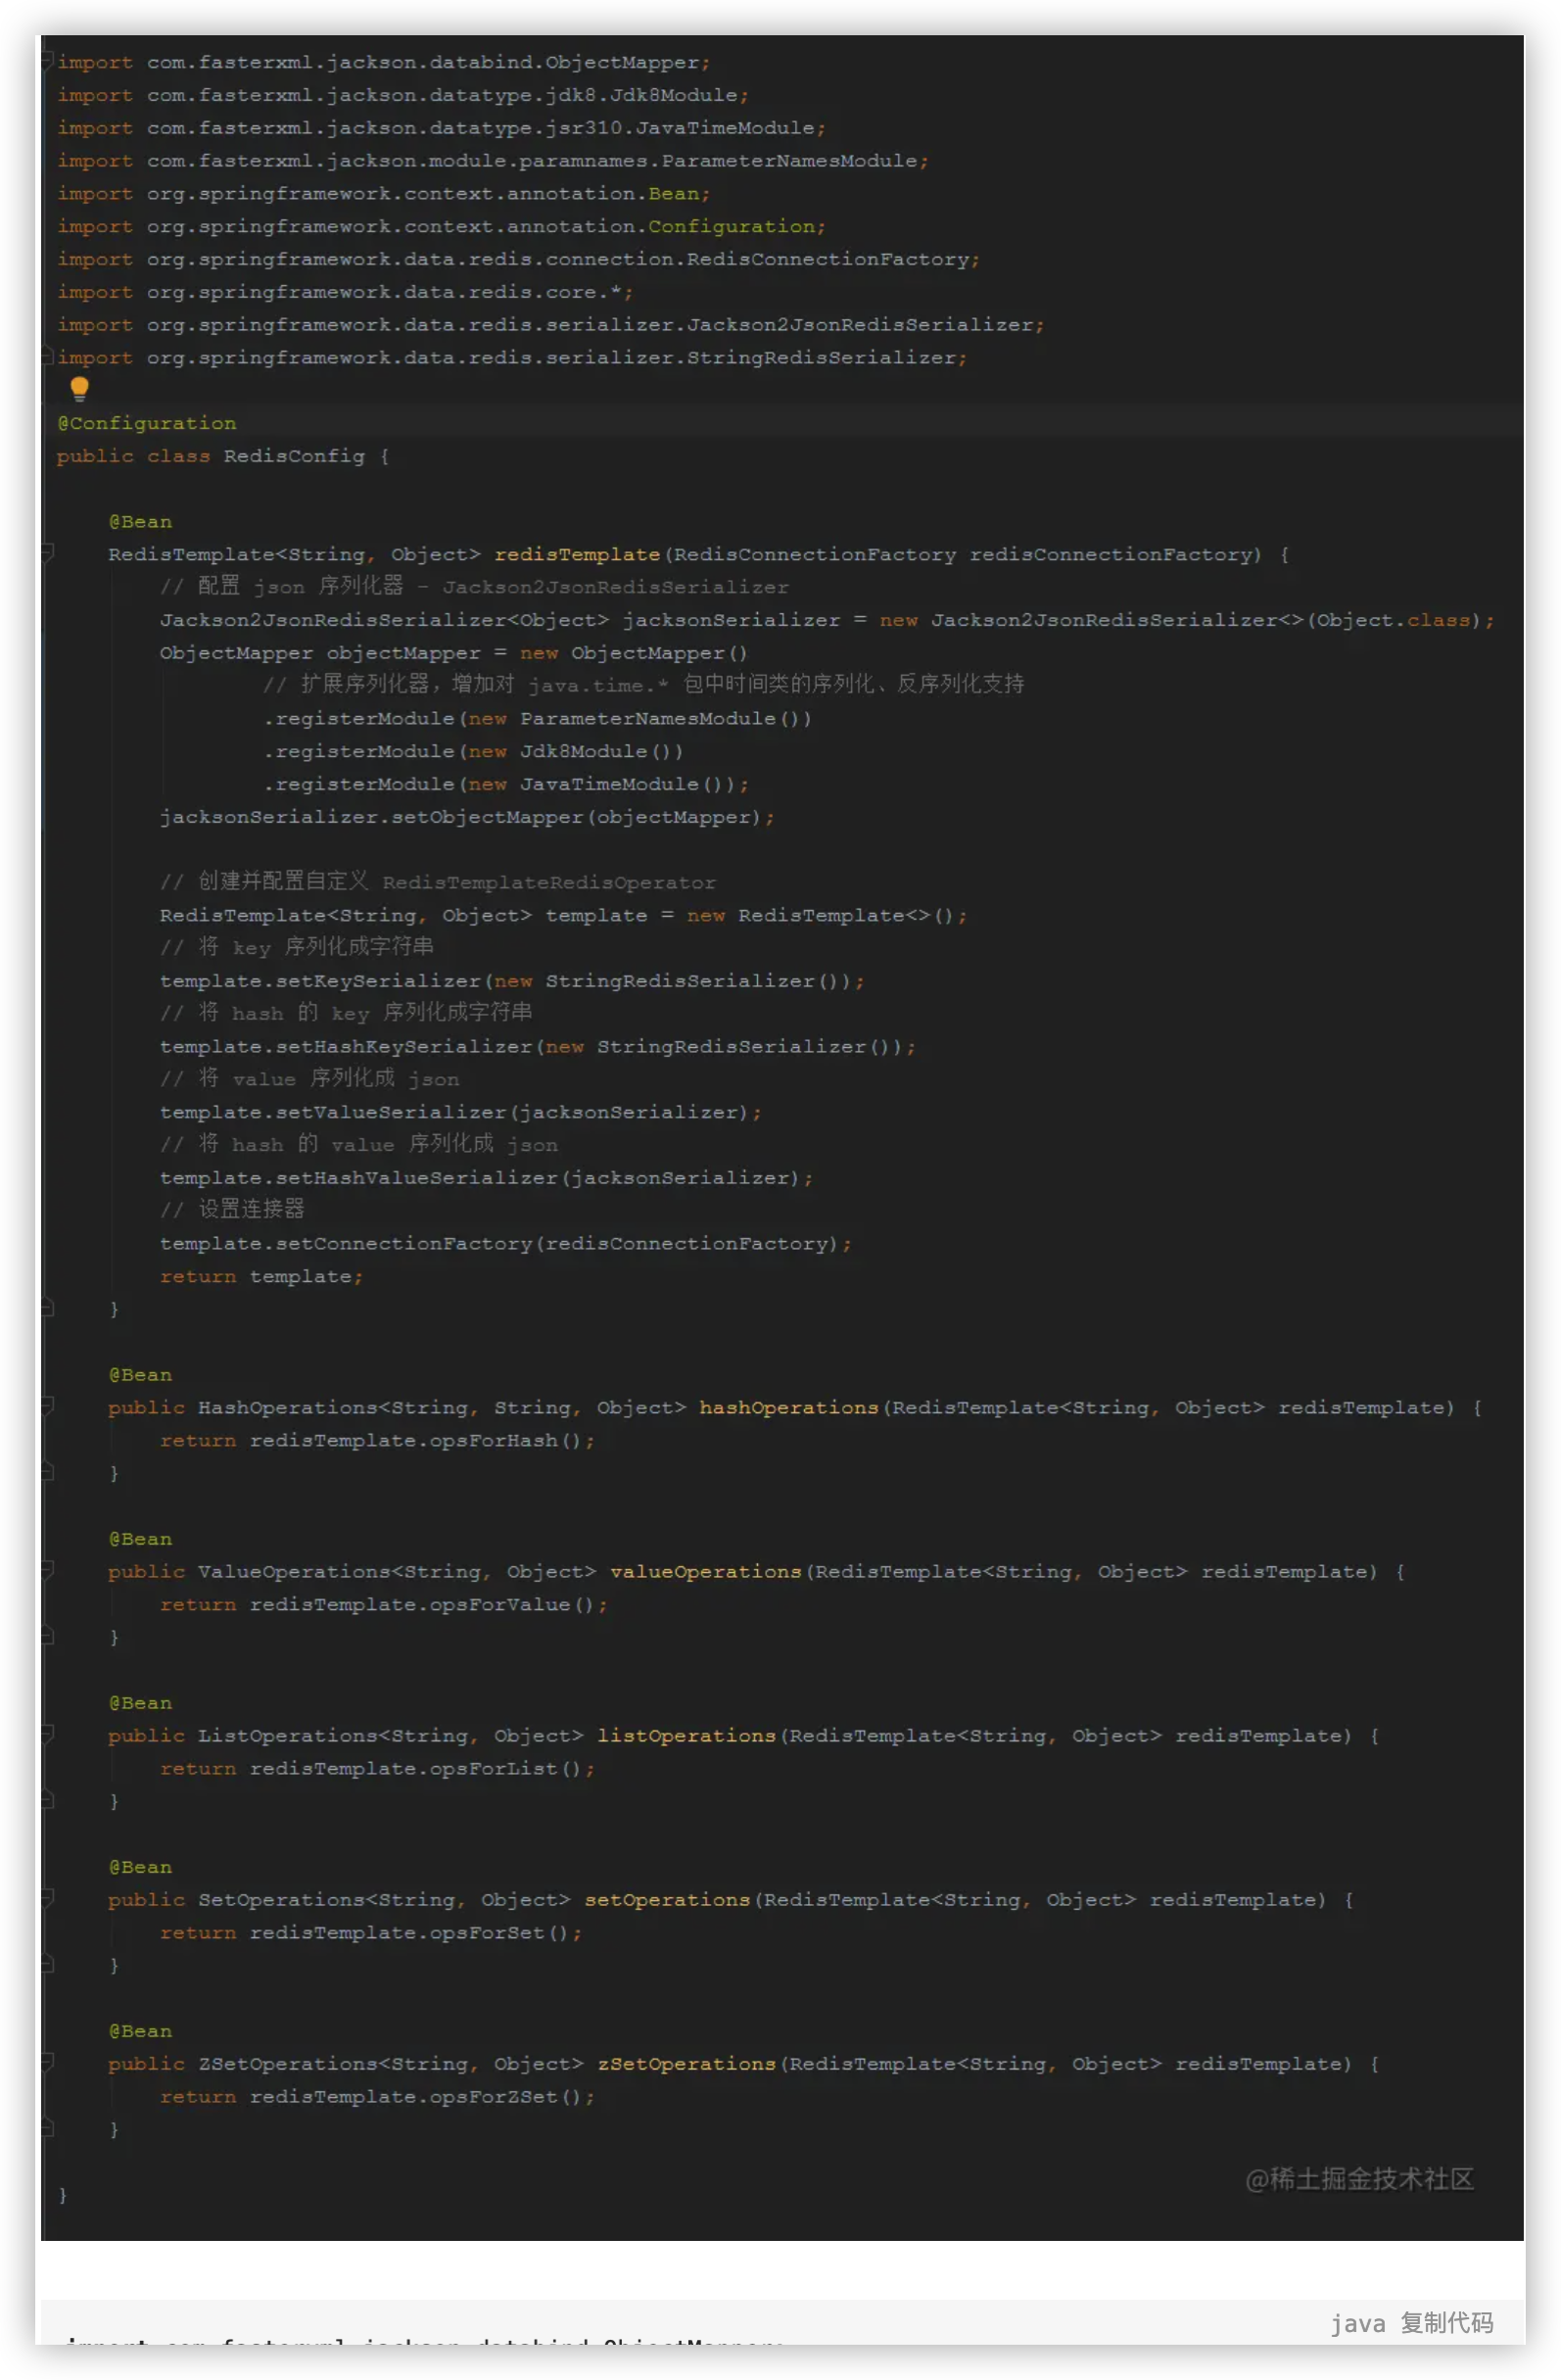 import com.fasterxml.jackson.databind.ObjectMapper;
import com.fasterxml.jackson.datatype.jdk8.Jdk8Module;
import com.fasterxml.jackson.datatype.jsr310.JavaTimeModule;
import com.fasterxml.jackson.module.paramnames.ParameterNamesModule;
import org.springframework.context.annotation.Bean;
import org.springframework.context.annotation.Configuration;
import org.springframework.data.redis.connection.RedisConnectionFactory;
import org.springframework.data.redis.core.*;
import org.springframework.data.redis.serializer.Jackson2JsonRedisSerializer;
import org.springframework.data.redis.serializer.StringRedisSerializer;
@Configuration
public class RedisConfig {
@Bean
RedisTemplate<String, Object> redisTemplate(RedisConnectionFactory redisConnectionFactory) {
// 配置 json 序列化器 - Jackson2JsonRedisSerializer
Jackson2JsonRedisSerializer<Object> jacksonSerializer = new Jackson2JsonRedisSerializer<>(Object.class);
ObjectMapper objectMapper = new ObjectMapper()
// 扩展序列化器，增加对 java.time.* 包中时间类的序列化、反序列化支持
.registerModule(new ParameterNamesModule())
.registerModule(new Jdk8Module())
.registerModule(new JavaTimeModule());
jacksonSerializer.setObjectMapper(objectMapper);
// 创建并配置自定义 RedisTemplateRedisOperator
RedisTemplate<String, Object> template = new RedisTemplate<>();
// 将 key 序列化成字符串
template.setKeySerializer(new StringRedisSerializer());
// 将 hash 的 key 序列化成字符串
template.setHashKeySerializer(new StringRedisSerializer());
// 将 value 序列化成 json
template.setValueSerializer(jacksonSerializer);
// 将 hash 的 value 序列化成 json
template.setHashValueSerializer(jacksonSerializer);
// 设置连接器
template.setConnectionFactory(redisConnectionFactory);
return template;
}
@Bean
public HashOperations<String, String, Object> hashOperations(RedisTemplate<String, Object> redisTemplate) {
return redisTemplate.opsForHash();
}
@Bean
public ValueOperations<String, Object> valueOperations(RedisTemplate<String, Object> redisTemplate) {
return redisTemplate.opsForValue();
}
@Bean
public ListOperations<String, Object> listOperations(RedisTemplate<String, Object> redisTemplate) {
return redisTemplate.opsForList();
}
@Bean
public SetOperations<String, Object> setOperations(RedisTemplate<String, Object> redisTemplate) {
return redisTemplate.opsForSet();
}
@Bean
public ZSetOperations<String, Object> zSetOperations(RedisTemplate<String, Object> redisTemplate) {
return redisTemplate.opsForZSet();
}
@稀土掘金技术社区
}
java 复制代码
import com.fasterxml.jackson.databind.ObjectMapper;